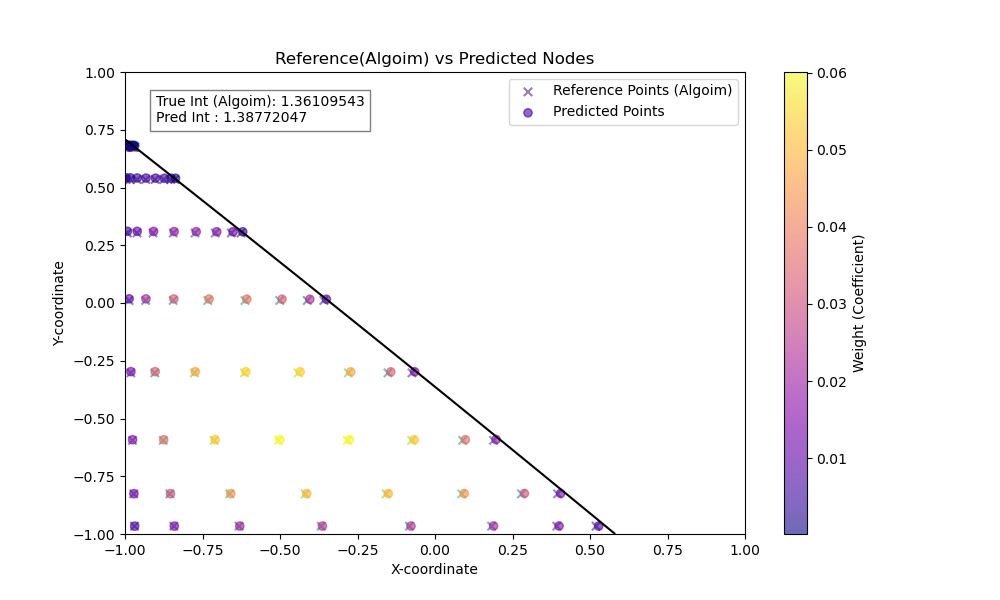 Reference(Algoim) vs Predicted Nodes
True Int (Algoim): 1.36109543
Pred Int : 1.38772047
Reference Points (Algoim)
Predicted Points
1.00
0.75
0.50
0.25
0.00
−0.25
−0.50
−0.75
−1.00
Y-coordinate
−1.00 −0.75 −0.50 −0.25 0.00 0.25 0.50 0.75 1.00
X-coordinate
0.06
0.05
0.04
0.03
0.02
0.01
Weight (Coefficient)